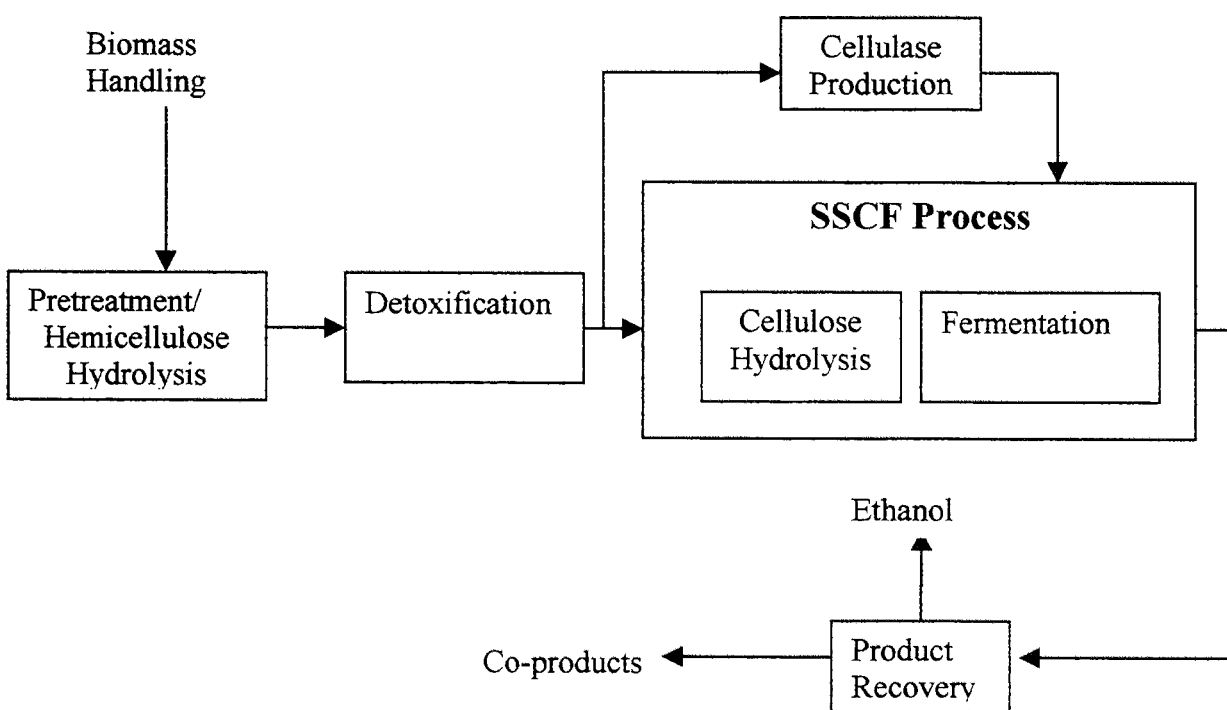 Biomass
Handling
Cellulase
Production
SSCF Process
Pretreatment/
Hemicellulose
Hydrolysis
Detoxification
Cellulose
Hydrolysis
Fermentation
Ethanol
Co-products
Product
Recovery